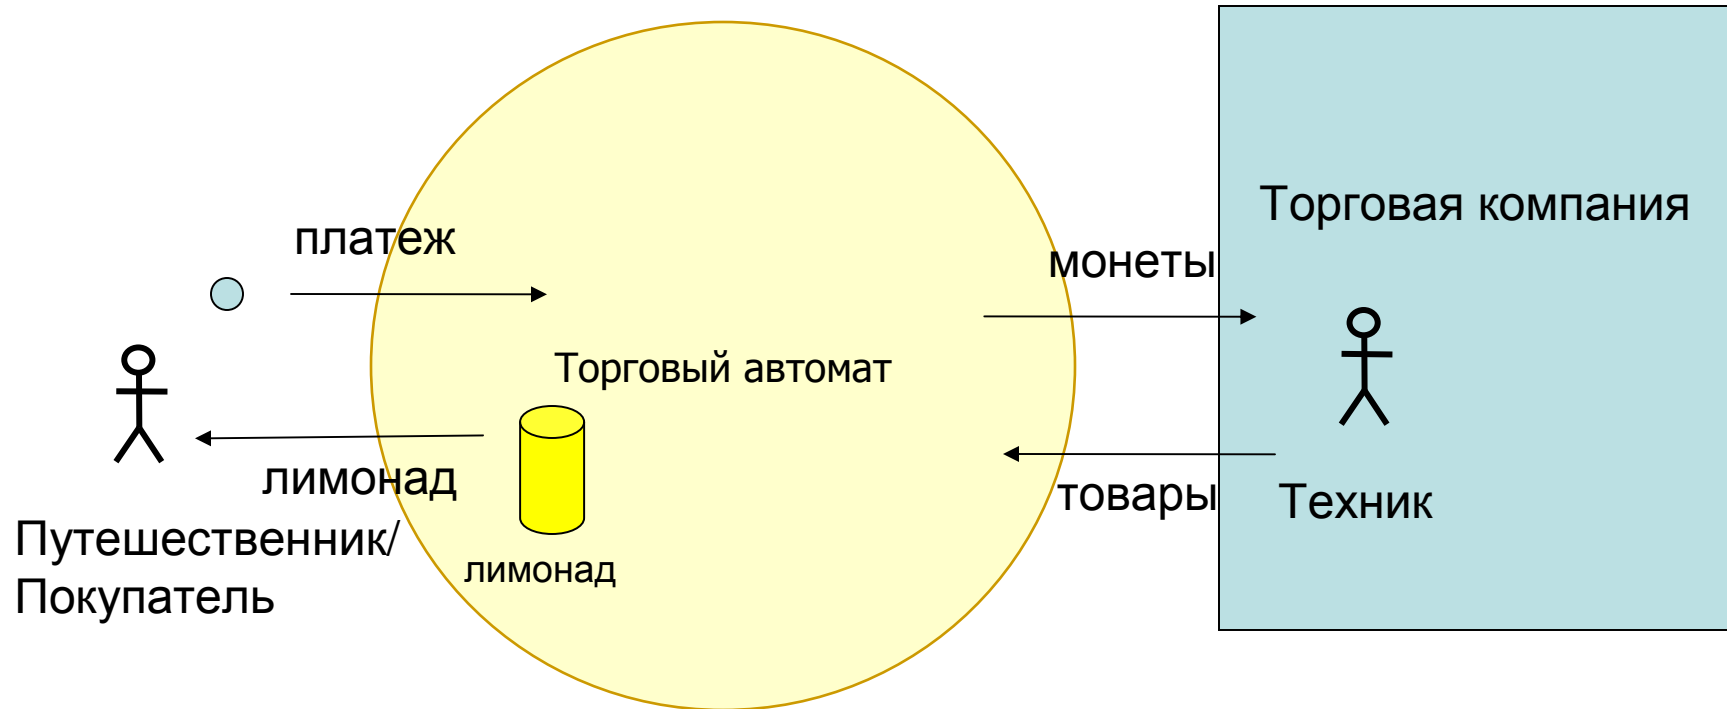 Торговая компания
платеж
монеты
Торговый автомат
лимонад
товары
Техник
Путешественник/
Покупатель
лимонад